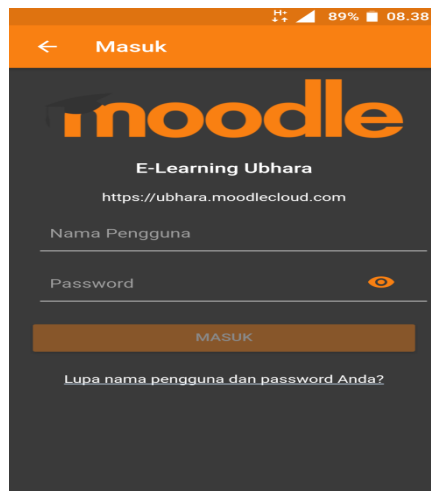 H+ 89% 08.38
Masuk
moodle
E-Learning Ubhara
https://ubhara.moodlecloud.com
Nama Pengguna
Password
MASUK
Lupa nama pengguna dan password Anda?